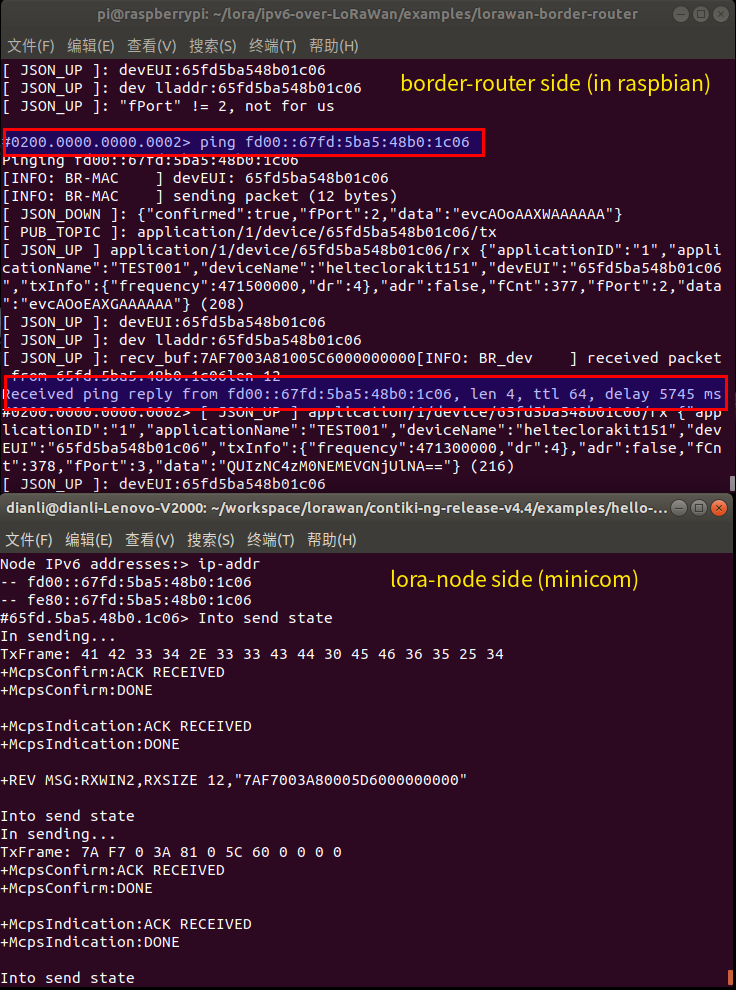 pi@raspberrypi: ~/lora/ipv6-over-LoRaWan/examples/lorawan-border-router
文件(F) 编辑(E) 查看(V) 搜索(S) 终端(T) 帮助(H)
[ JSON_UP ]: devEUI:65fd5ba548b01c06
[ JSON_UP ]: dev lladdr:65fd5ba548b01c06
[ JSON_UP ]: "fPort" != 2, not for us
border-router side (in raspbian)
#0200.0000.0000.0002> ping fd00::67fd:5ba5:48b0:1c06
Pinging fd00::67fd:5ba5:48b0:1c06
[INFO: BR-MAC    ] devEUI: 65fd5ba548b01c06
[INFO: BR-MAC    ] sending packet (12 bytes)
[ JSON_DOWN ]: {"confirmed":true,"fPort":2,"data":"evcAOoAAXWAAAAAA"}
[ PUB_TOPIC ]: application/1/device/65fd5ba548b01c06/tx
[ JSON_UP ] application/1/device/65fd5ba548b01c06/rx {"applicationID":"1","appli
cationName":"TEST001","deviceName":"helteclorakit151","devEUI":"65fd5ba548b01c06
","txInfo":{"frequency":471500000,"dr":4},"adr":false,"fCnt":377,"fPort":2,"data
":"evcAOoEAXGAAAAAA"} (208)
[ JSON_UP ]: devEUI:65fd5ba548b01c06
[ JSON_UP ]: dev lladdr:65fd5ba548b01c06
[ JSON_UP ]: recv_buf:7AF7003A81005C6000000000[INFO: BR_dev    ] received packet
 from 65fd.5ba5.48b0.1c06len 12
Received ping reply from fd00::67fd:5ba5:48b0:1c06, len 4, ttl 64, delay 5745 ms
#0200.0000.0000.0002> [ JSON_UP ] application/1/device/65fd5ba548b01c06/rx {"app
licationID":"1","applicationName":"TEST001","deviceName":"helteclorakit151","dev
EUI":"65fd5ba548b01c06","txInfo":{"frequency":471300000,"dr":4},"adr":false,"fCn
t":378,"fPort":3,"data":"QUIzNC4zM0NEMEVGNjUlNA=="} (216)
[ JSON_UP ]: devEUI:65fd5ba548b01c06
dianli@dianli-Lenovo-V2000: ~/workspace/lorawan/contiki-ng-release-v4.4/examples/hello-...
文件(F) 编辑(E) 查看(V) 搜索(S) 终端(T) 帮助(H)
Node IPv6 addresses:> ip-addr
-- fd00::67fd:5ba5:48b0:1c06
lora-node side (minicom)
-- fe80::67fd:5ba5:48b0:1c06
#65fd.5ba5.48b0.1c06> Into send state
In sending...
TxFrame: 41 42 33 34 2E 33 33 43 44 30 45 46 36 35 25 34
+McpsConfirm:ACK RECEIVED
+McpsConfirm:DONE
+McpsIndication:ACK RECEIVED
+McpsIndication:DONE
+REV MSG:RXWIN2,RXSIZE 12,"7AF7003A80005D6000000000"
Into send state
In sending...
TxFrame: 7A F7 0 3A 81 0 5C 60 0 0 0 0
+McpsConfirm:ACK RECEIVED
+McpsConfirm:DONE
+McpsIndication:ACK RECEIVED
+McpsIndication:DONE
Into send state